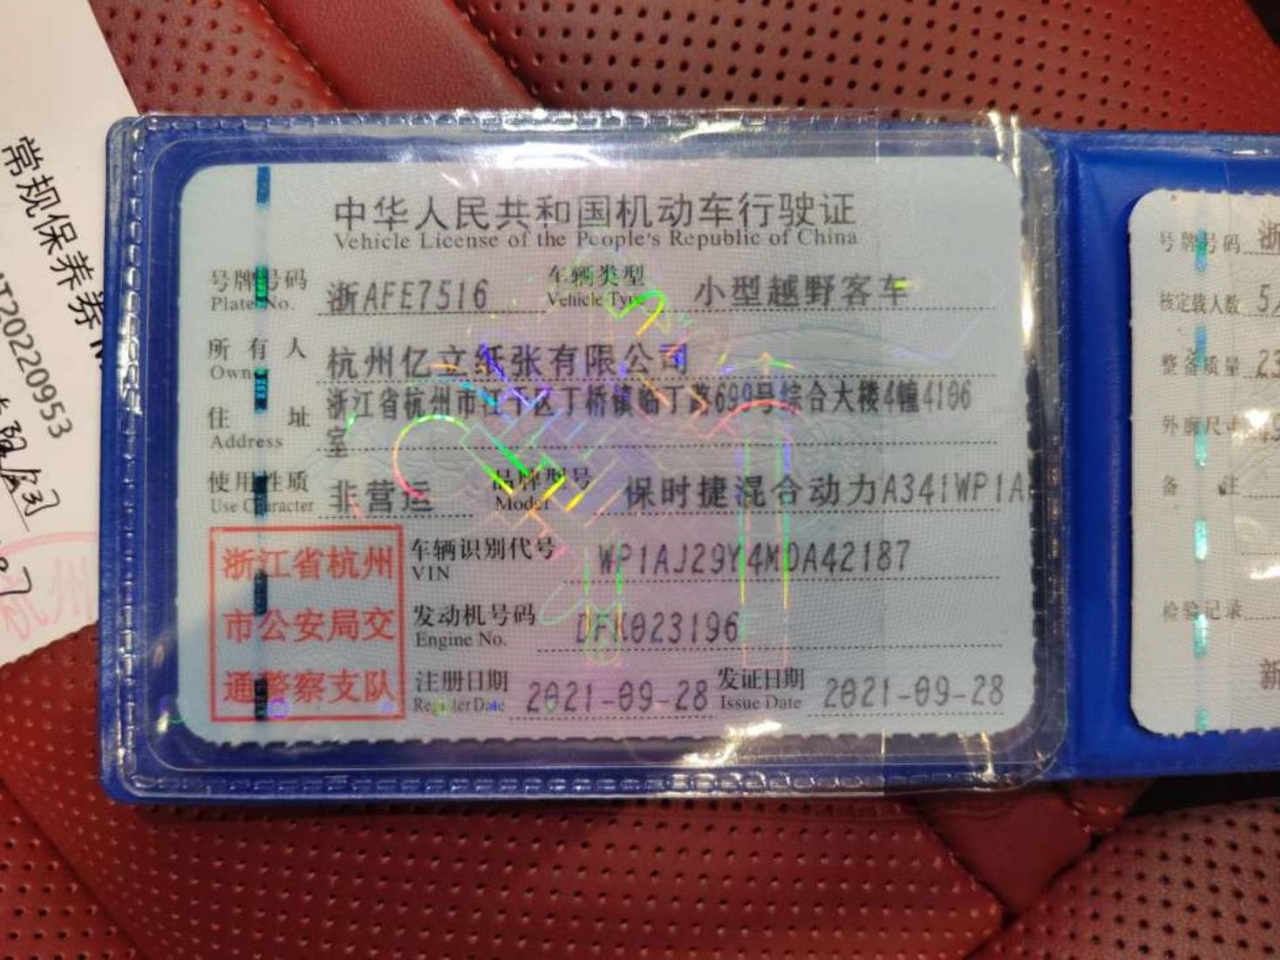 常规保养券
AT20220953
中华人民共和国机动车行驶证
Vehicle License of the People's Republic of China
号牌号码 浙AFE7516 车辆类型 小型越野客车
Plate No. Vehicle Type
所有人 杭州亿立纸张有限公司
Owner
住址 浙江省杭州市江干区丁桥镇临丁路699号综合大楼4幢4106
Address 室
使用性质 非营运 品牌型号 保时捷混合动力A341WP1A
Use Character Model
浙江省杭州
市公安局交
通警察支队
车辆识别代号 WP1AJ29Y4MDA42187
VIN
发动机号码 DFK023196
Engine No.
注册日期 2021-09-28 发证日期 2021-09-28
Register Date Issue Date
号牌号码 浙
核定载人数 5
整备质量 23
外廓尺寸
备注
检验记录
新